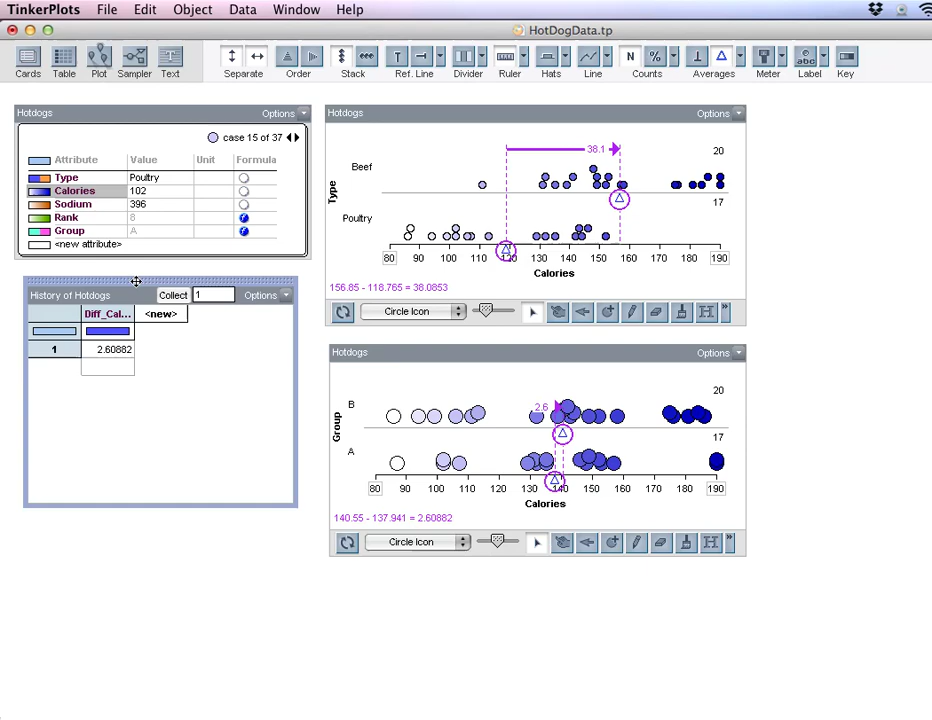 TinkerPlots File Edit Object Data Window Help
HotDogData.tp
Cards Table Plot Sampler Text Separate Order Stack Ref. Line Divider Ruler Hats Line N % Counts Averages Meter abc Label Key
Hotdogs Options
case 15 of 37
Attribute Value Unit Formula
Type Poultry
Calories 102
Sodium 396
Rank 8
Group A
<new attribute>
History of Hotdogs Collect 1 Options
Diff_Cal... <new>
1 2.60882
Hotdogs Options
38.1 20
Beef
Type
17
Poultry
80 90 100 110 120 130 140 150 160 170 180 190
Calories
156.85 - 118.765 = 38.0853
Circle Icon
Hotdogs Options
20
B 2.6
Group
17
A
80 90 100 110 120 130 140 150 160 170 180 190
Calories
140.55 - 137.941 = 2.60882
Circle Icon